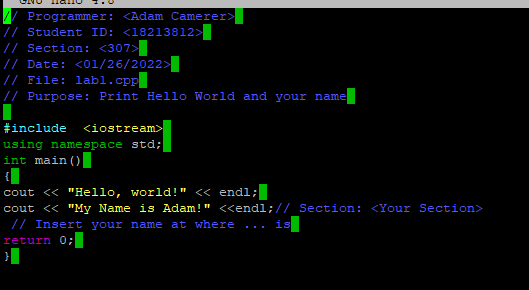 GNU nano 4.8
// Programmer: <Adam Camerer>
// Student ID: <18213812>
// Section: <307>
// Date: <01/26/2022>
// File: lab1.cpp
// Purpose: Print Hello World and your name
#include  <iostream>
using namespace std;
int main()
{
cout << "Hello, world!" << endl;
cout << "My Name is Adam!" <<endl;// Section: <Your Section>
 // Insert your name at where ... is
return 0;
}